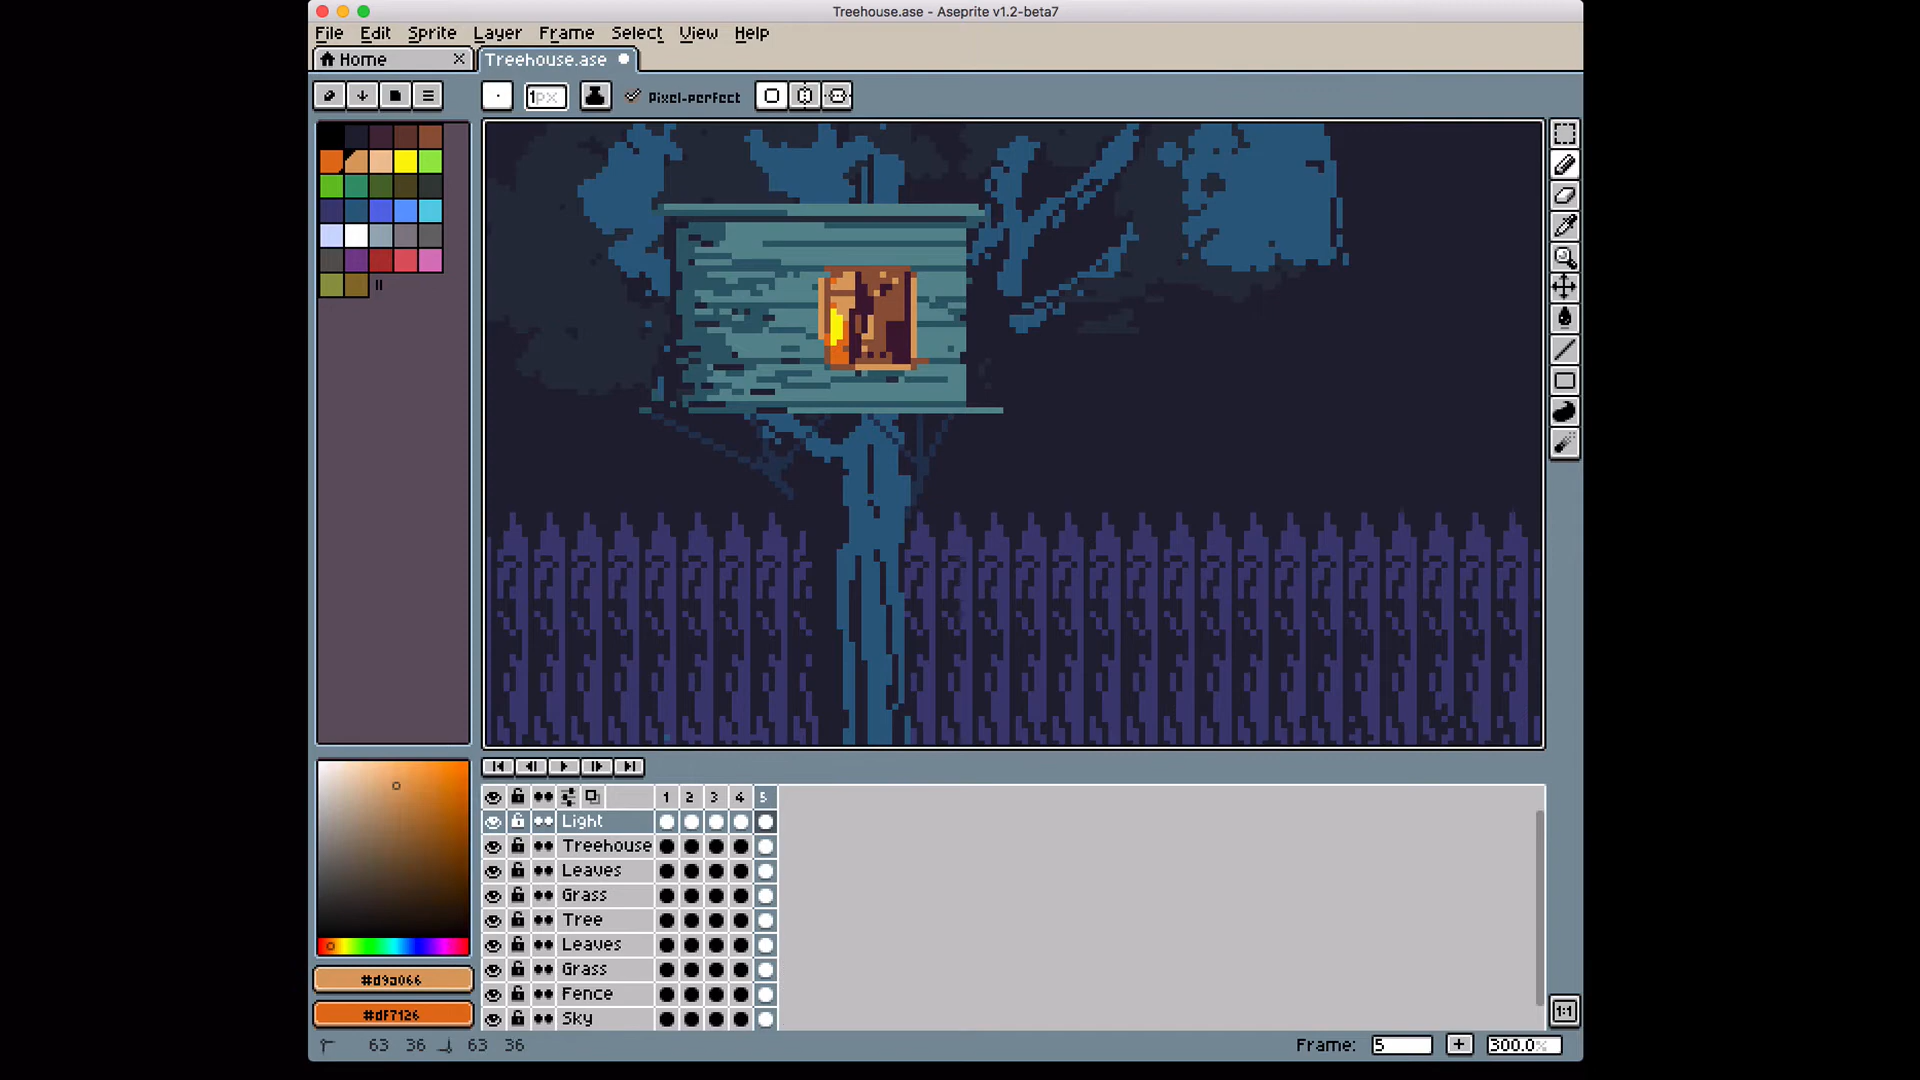 Treehouse.ase - Aseprite v1.2-beta7
File Edit Sprite Layer Frame Select View Help
Home Treehouse.ase
1px Pixel-perfect
1 2 3 4 5
Light
Treehouse
Leaves
Grass
Tree
Leaves
Grass
Fence
Sky
#d9a066
#df7126
63 36 63 36
Frame: 5 + 300.0%
1:1